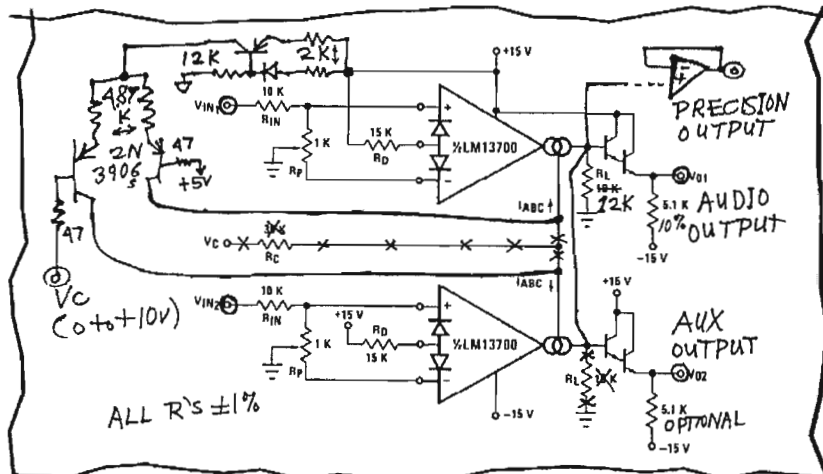 +15 V
12K
2K
PRECISION
OUTPUT
4.87
K
10 K
VIN1
RIN
1 K
RP
15 K
RD
+
½LM13700
−
2N
3906
s
47
+5V
47
IABC
RL
10 K
12K
VO1
5.1 K
10%
−15 V
AUDIO
OUTPUT
VC
RC
VC
(0 to +10V)
IABC
+15 V
10 K
VIN2
RIN
+15 V
1 K
RP
RD
15 K
+
½LM13700
−
−15 V
RL
10 K
AUX
OUTPUT
VO2
5.1 K
OPTIONAL
−15 V
ALL R'S ±1%